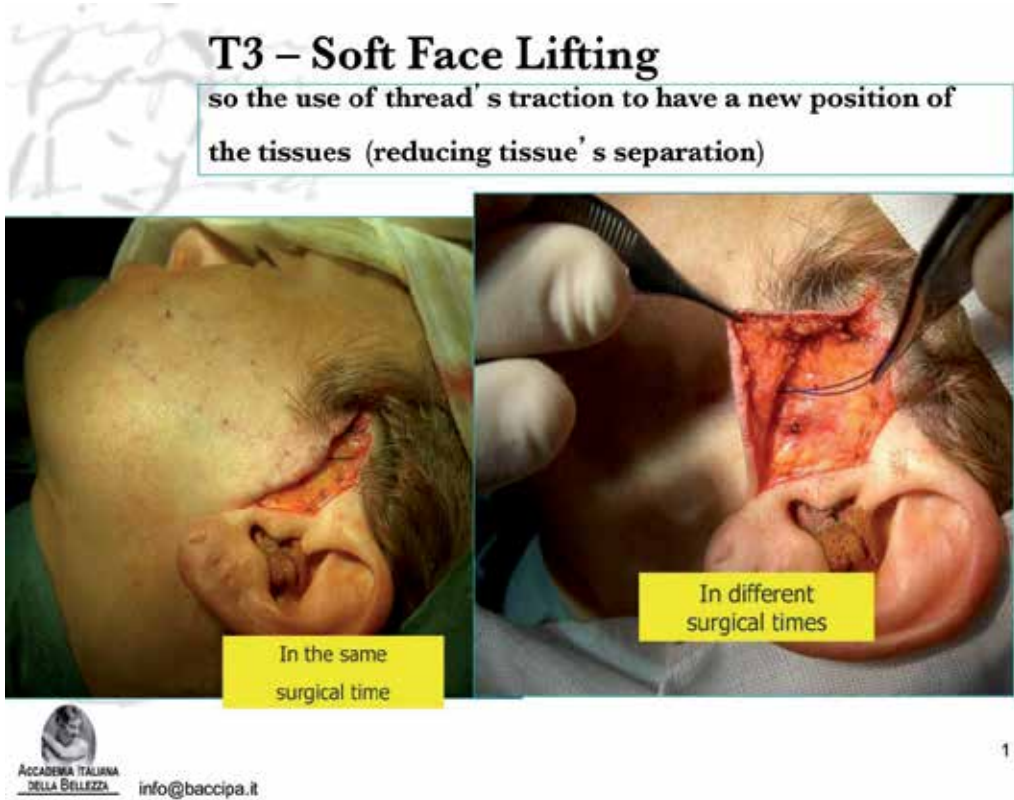 T3 – Soft Face Lifting
so the use of thread's traction to have a new position of
the tissues (reducing tissue's separation)
In the same
surgical time
In different
surgical times
1
ACCADEMIA ITALIANA
DELLA BELLEZZA
info@baccipa.it